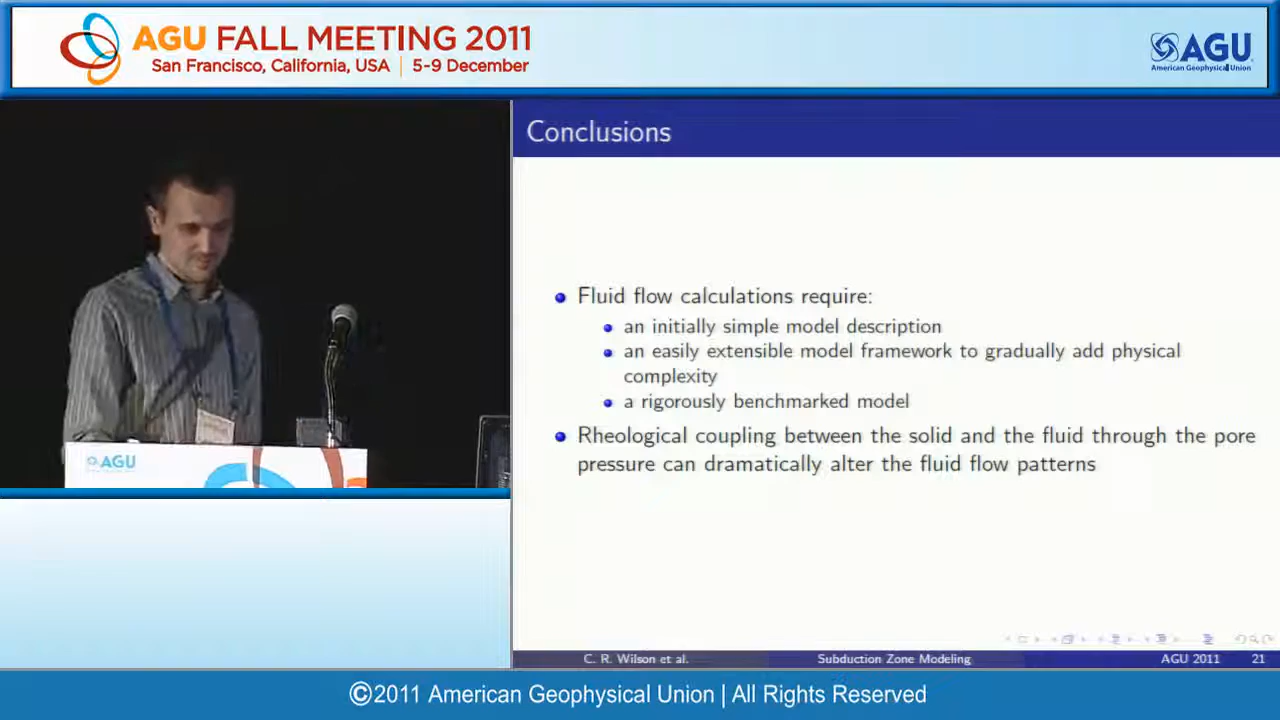 AGU FALL MEETING 2011
San Francisco, California, USA | 5-9 December
AGU
American Geophysical Union
Conclusions
Fluid flow calculations require:
an initially simple model description
an easily extensible model framework to gradually add physical
complexity
a rigorously benchmarked model
Rheological coupling between the solid and the fluid through the pore
pressure can dramatically alter the fluid flow patterns
AGU
C. R. Wilson et al.
Subduction Zone Modeling
AGU 2011
21
©2011 American Geophysical Union | All Rights Reserved